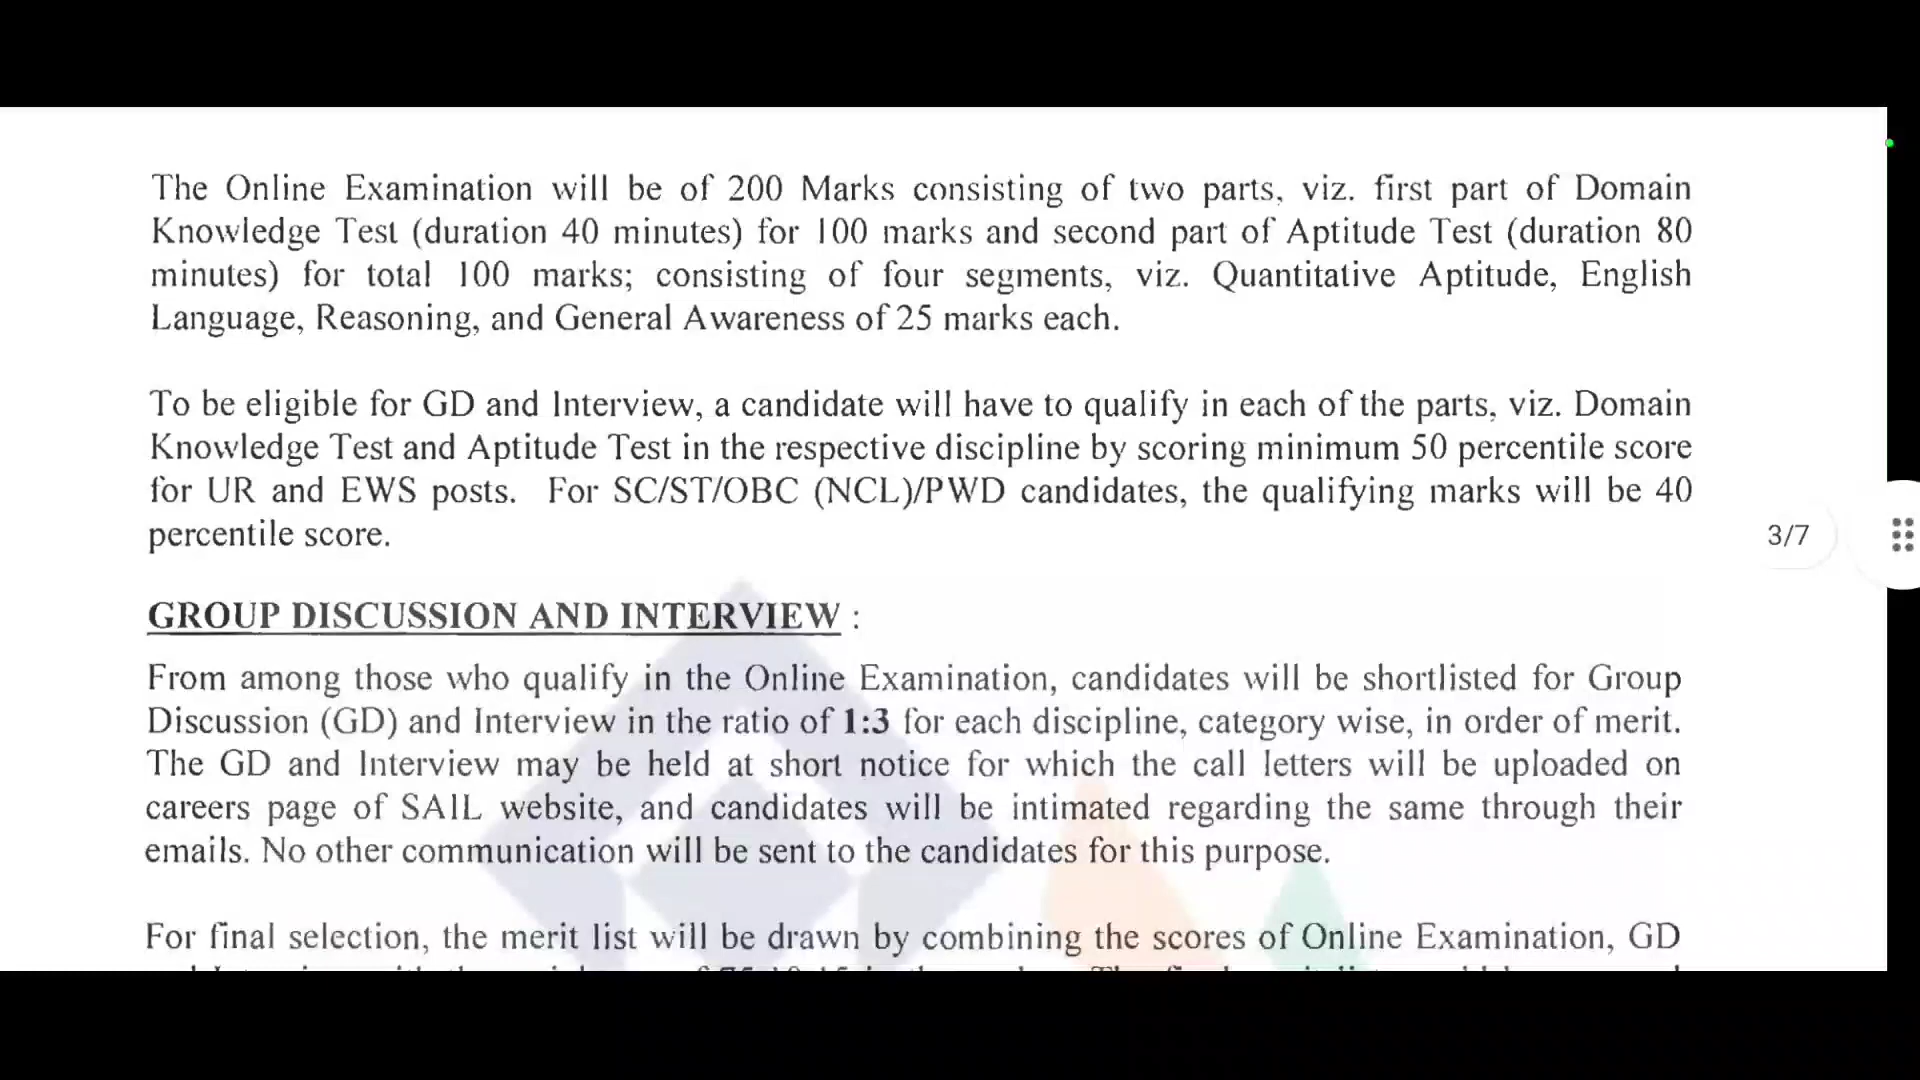 The Online Examination will be of 200 Marks consisting of two parts, viz. first part of Domain
Knowledge Test (duration 40 minutes) for 100 marks and second part of Aptitude Test (duration 80
minutes) for total 100 marks; consisting of four segments, viz. Quantitative Aptitude, English
Language, Reasoning, and General Awareness of 25 marks each.
To be eligible for GD and Interview, a candidate will have to qualify in each of the parts, viz. Domain
Knowledge Test and Aptitude Test in the respective discipline by scoring minimum 50 percentile score
for UR and EWS posts. For SC/ST/OBC (NCL)/PWD candidates, the qualifying marks will be 40
percentile score.
3/7
GROUP DISCUSSION AND INTERVIEW :
From among those who qualify in the Online Examination, candidates will be shortlisted for Group
Discussion (GD) and Interview in the ratio of 1:3 for each discipline, category wise, in order of merit.
The GD and Interview may be held at short notice for which the call letters will be uploaded on
careers page of SAIL website, and candidates will be intimated regarding the same through their
emails. No other communication will be sent to the candidates for this purpose.
For final selection, the merit list will be drawn by combining the scores of Online Examination, GD